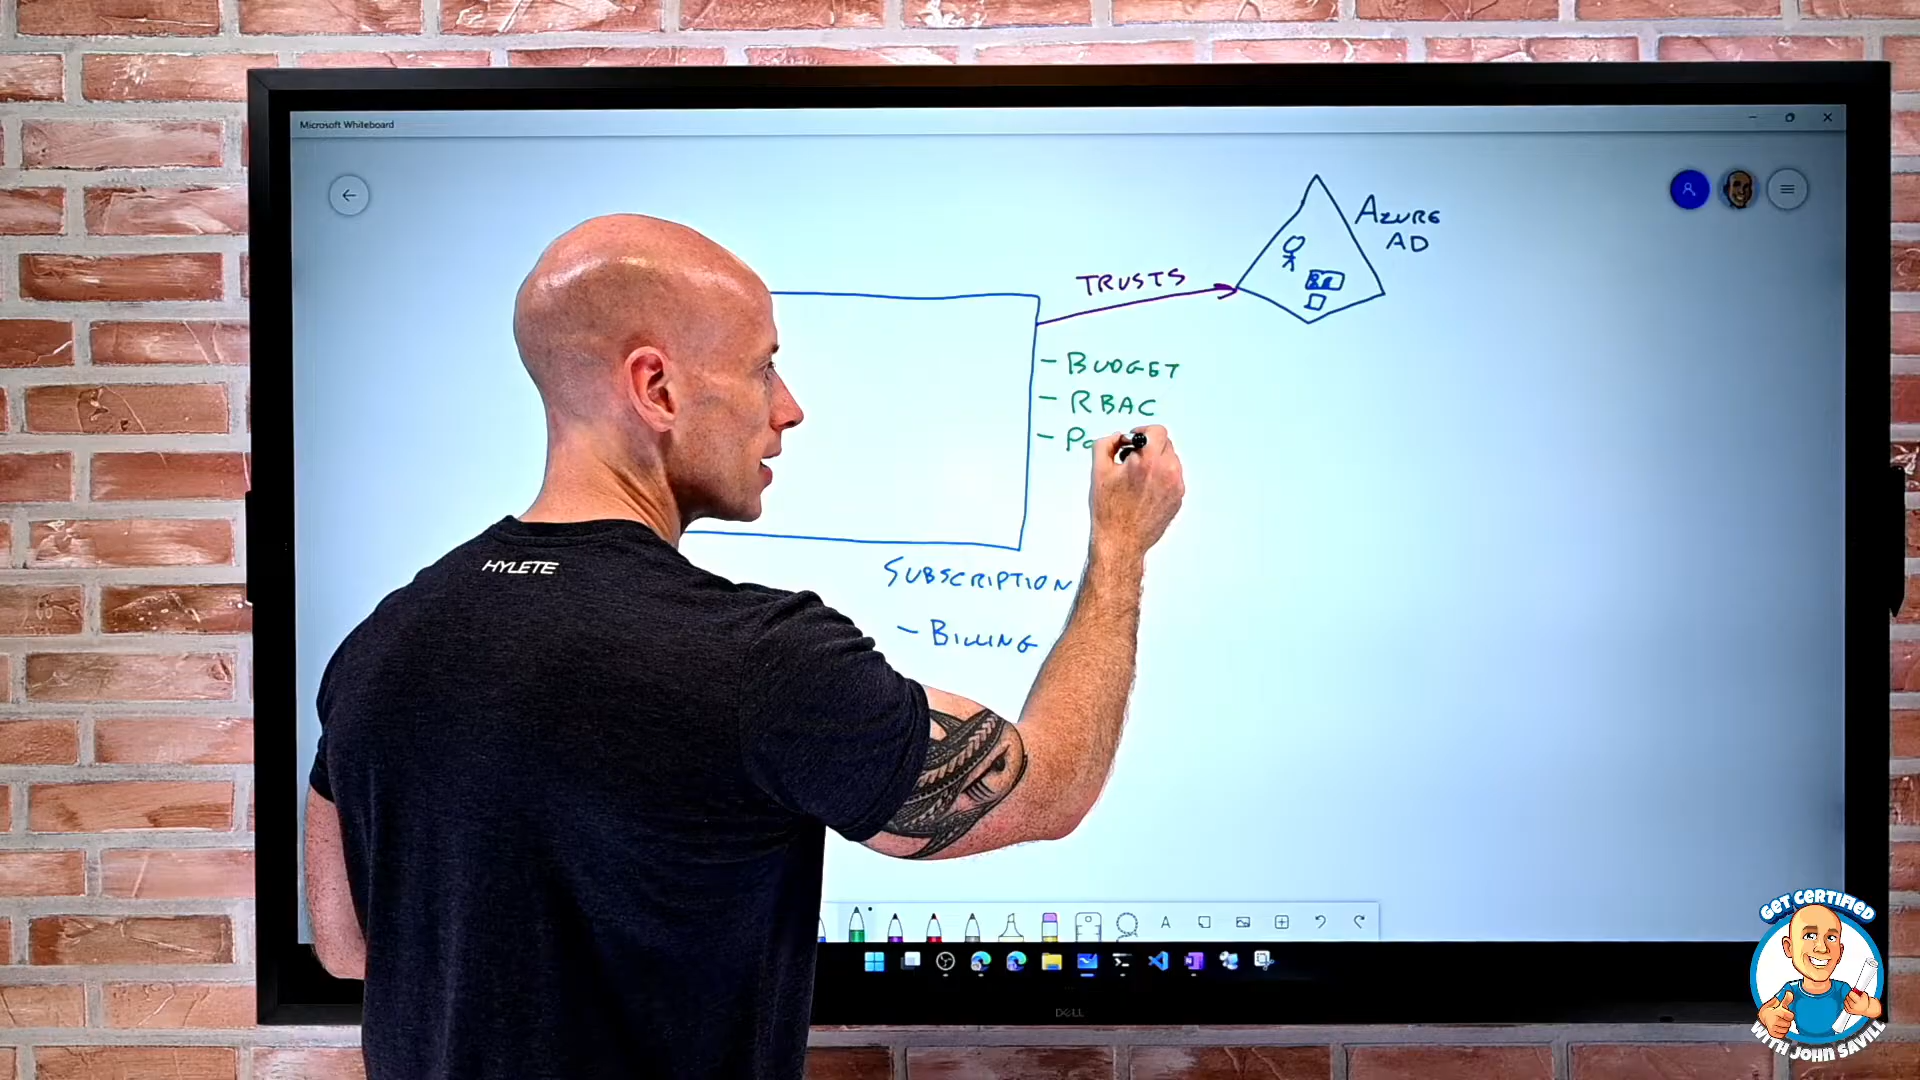 Microsoft Whiteboard
AZURE
AD
TRUSTS
- BUDGET
- RBAC
SUBSCRIPTION
- BILLING
HYLETE
DELL
GET CERTIFIED
WITH JOHN SAVILL